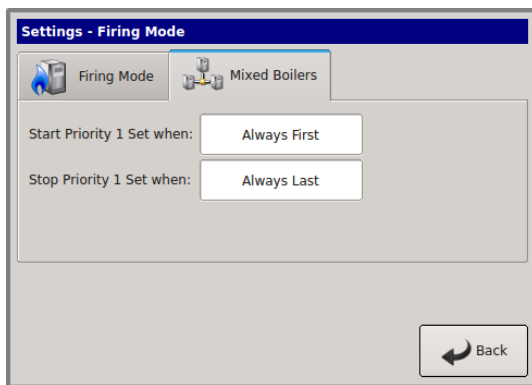 Settings - Firing Mode
Firing Mode
Mixed Boilers
Start Priority 1 Set when:
Always First
Stop Priority 1 Set when:
Always Last
Back